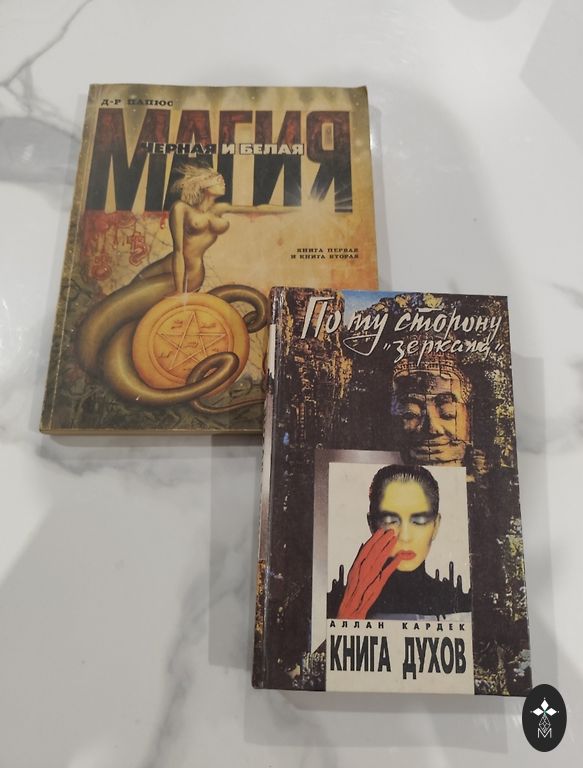 Д-Р ПАПЮС
МАГИЯ
ЧЕРНАЯ И БЕЛАЯ
КНИГА ПЕРВАЯ
И КНИГА ВТОРАЯ
По ту сторону
„зеркала“
АЛЛАН КАРДЕК
КНИГА ДУХОВ
M